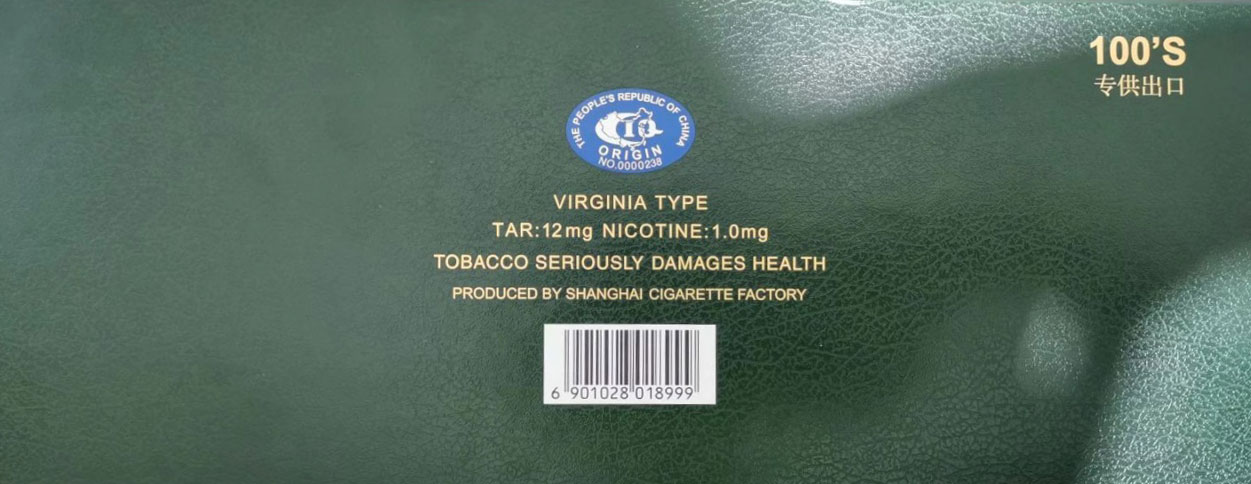 100’S
专供出口
THE PEOPLE'S REPUBLIC OF CHINA
CIQ
ORIGIN
NO.0000238
VIRGINIA TYPE
TAR:12mg NICOTINE:1.0mg
TOBACCO SERIOUSLY DAMAGES HEALTH
PRODUCED BY SHANGHAI CIGARETTE FACTORY
6 901028 018999